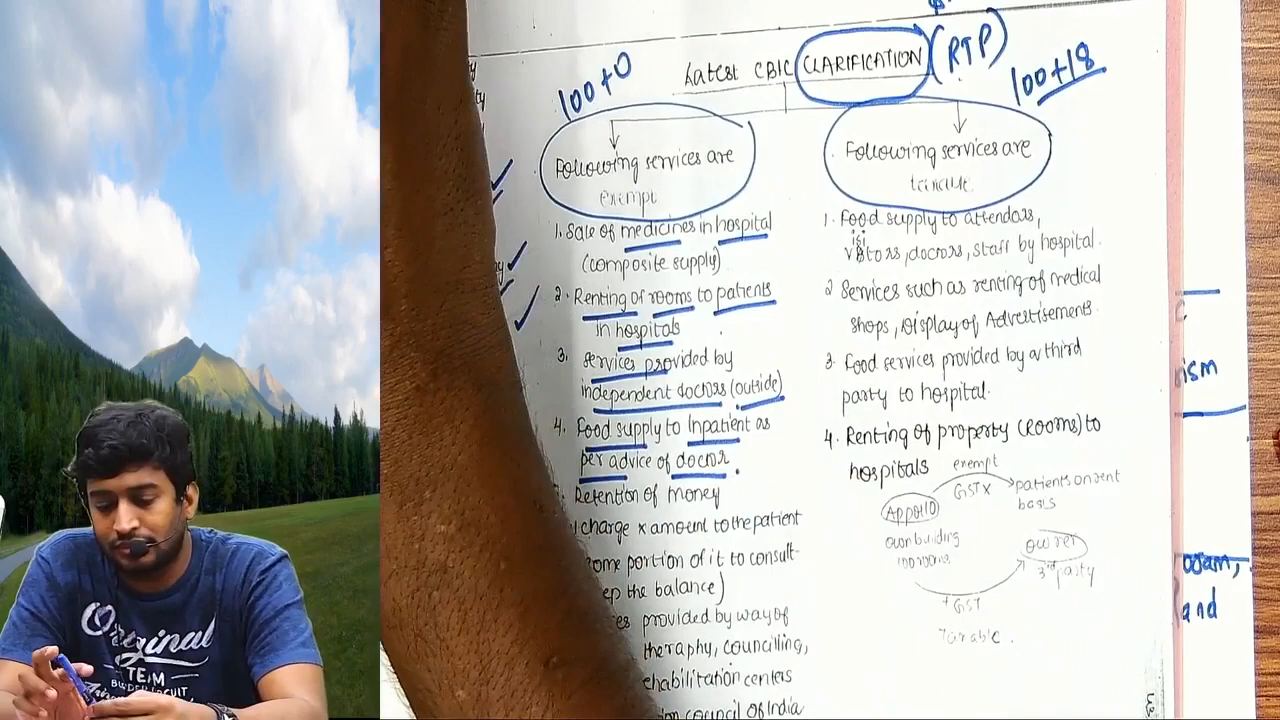 Latest CBIC CLARIFICATION (RTP)
100+0
100+18
Following services are
exempt
1. Sale of medicines in hospital
(composite supply)
2. Renting of rooms to patients
in hospitals
3.
services provided by
independent doctors (outside)
Food supply to Inpatient as
per advice of doctor.
Retention of money
charge x amount to the patient
some portion of it to consult-
ep the balance)
es provided by way of
theraphy, councilling,
ehabilitation centers
ion council of India
Following services are
1. Food supply to attendars,
visitors, doctors, staff by hospital.
2 Services such as renting of medical
shops, Display of Advertisements.
3. Food services provided by a third
party to hospital.
4. Renting of property (Rooms) to
hospitals
exempt
GST x
patients on rent
basis
Appollo
own building
100 rooms
owner
3rd party
+ GST
Taxable.
ism
and
Original
TEAM